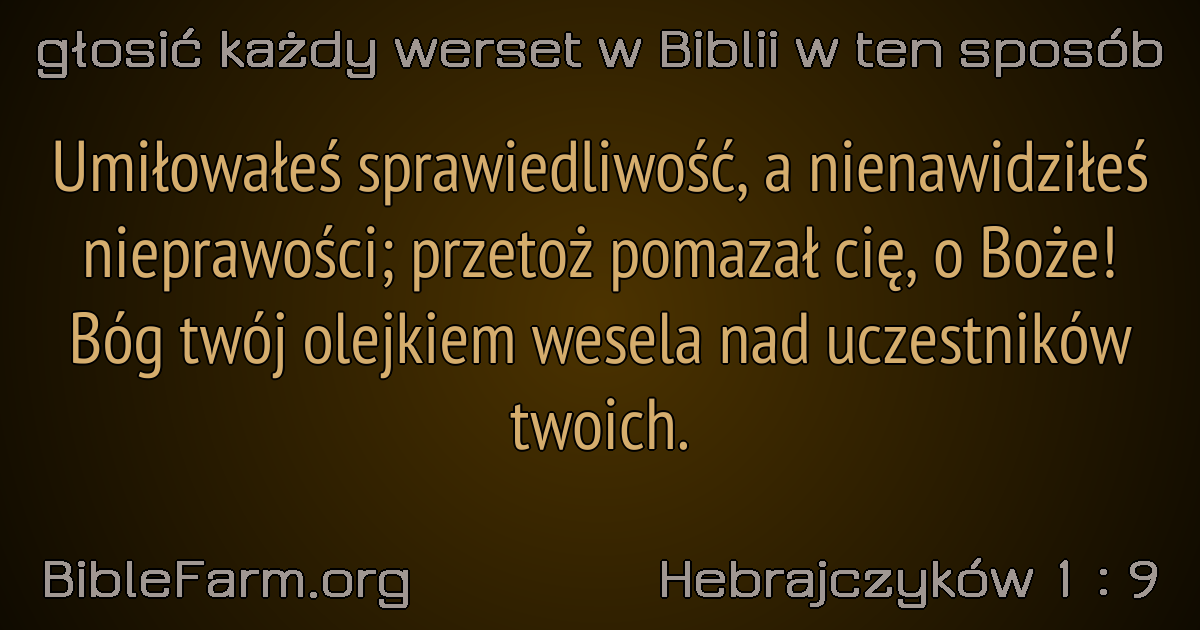 głosić każdy werset w Biblii w ten sposób
Umiłowałeś sprawiedliwość, a nienawidziłeś
nieprawości; przetoż pomazał cię, o Boże!
Bóg twój olejkiem wesela nad uczestników
twoich.
BibleFarm.org
Hebrajczyków 1 : 9